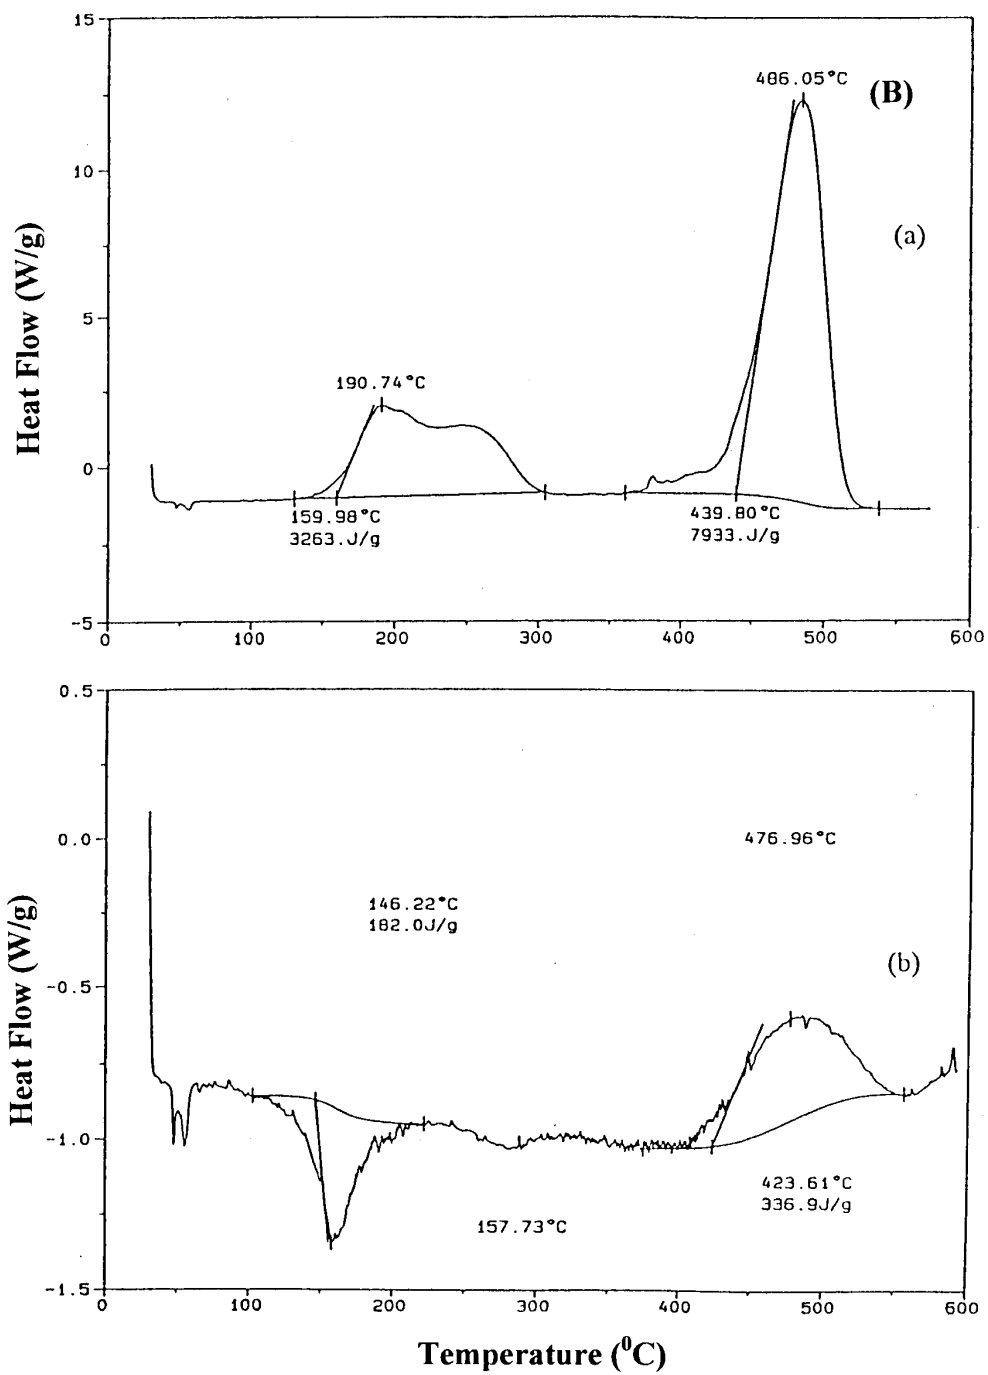 15
486.05°C
(B)
10
(a)
Heat Flow (W/g)
5
190.74°C
0
159.98°C
3263.J/g
439.80°C
7933.J/g
-5
0
100
200
300
400
500
600
0.5
0.0
476.96°C
146.22°C
182.0J/g
(b)
Heat Flow (W/g)
-0.5
-1.0
423.61°C
336.9J/g
157.73°C
-1.5
0
100
200
300
400
500
600
Temperature (⁰C)